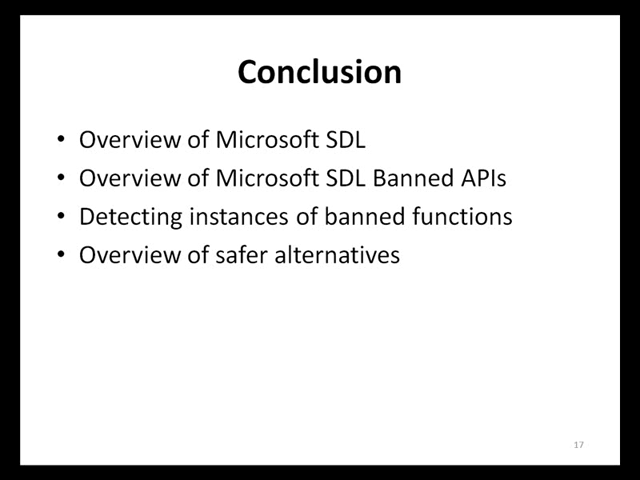 Conclusion
• Overview of Microsoft SDL
• Overview of Microsoft SDL Banned APIs
• Detecting instances of banned functions
• Overview of safer alternatives
17